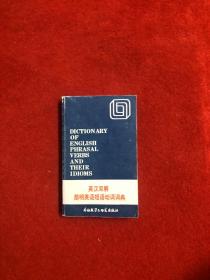 DICTIONARY
OF
ENGLISH
PHRASAL
VERBS
AND
THEIR
IDIOMS
英汉双解
简明英语短语动词词典